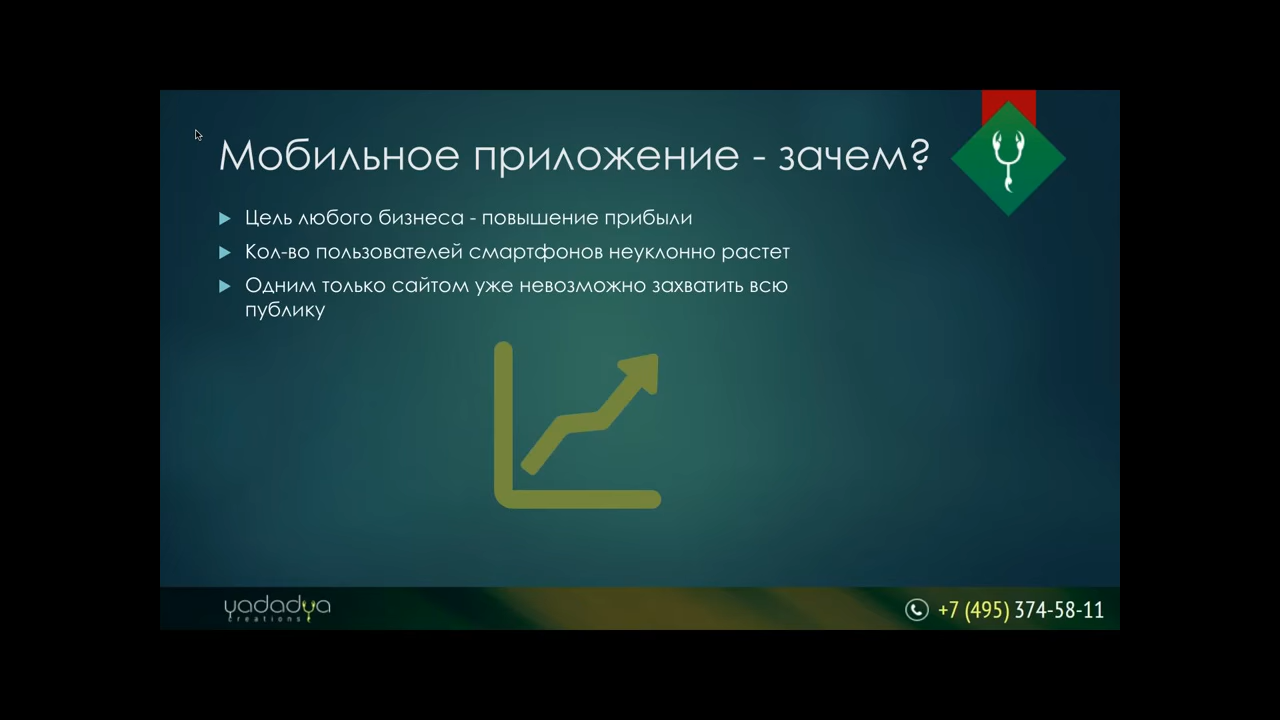 Мобильное приложение - зачем?
Цель любого бизнеса - повышение прибыли
Кол-во пользователей смартфонов неуклонно растет
Одним только сайтом уже невозможно захватить всю
публику
yadadya
creations
+7 (495) 374-58-11